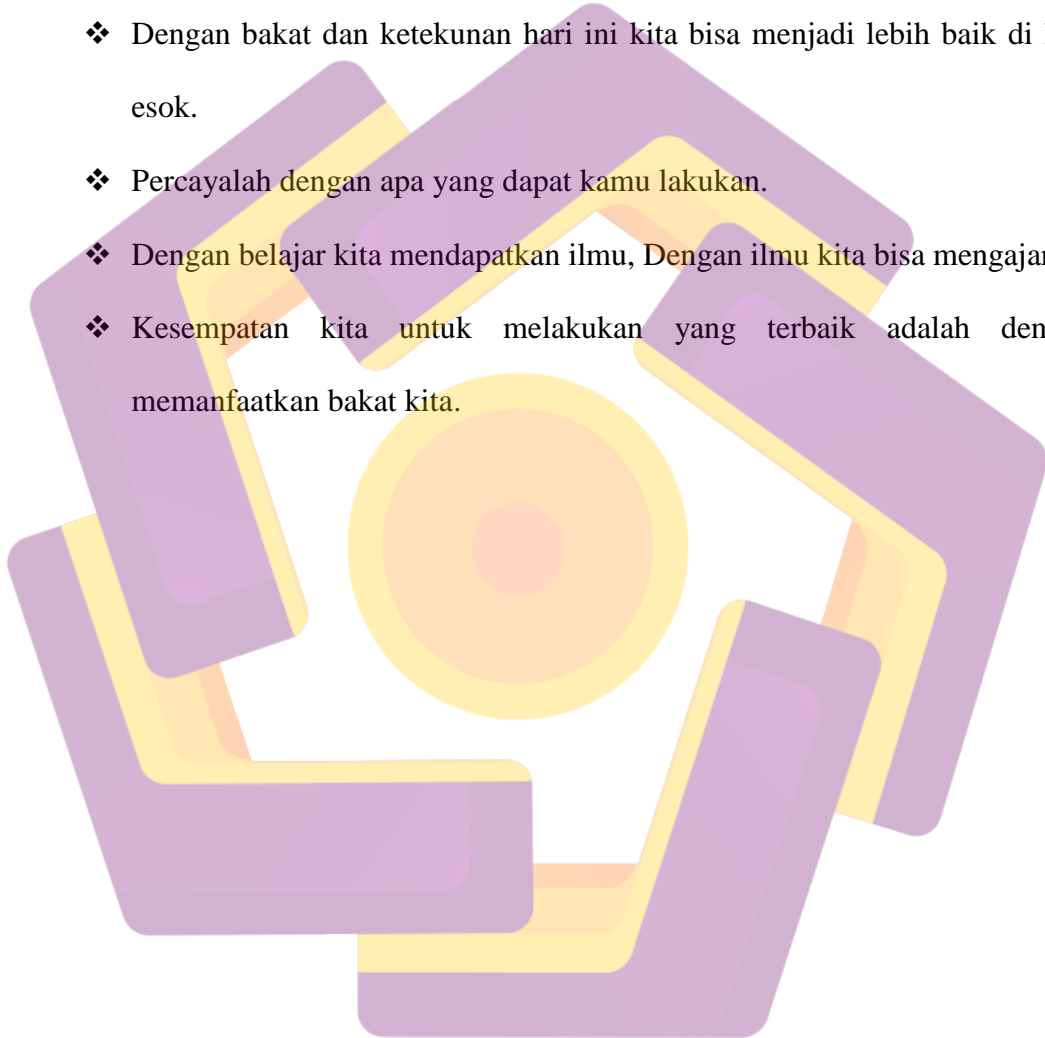 ❖ Dengan bakat dan ketekunan hari ini kita bisa menjadi lebih baik di
esok.
❖ Percayalah dengan apa yang dapat kamu lakukan.
❖ Dengan belajar kita mendapatkan ilmu, Dengan ilmu kita bisa mengajar
❖ Kesempatan kita untuk melakukan yang terbaik adalah den
memanfaatkan bakat kita.